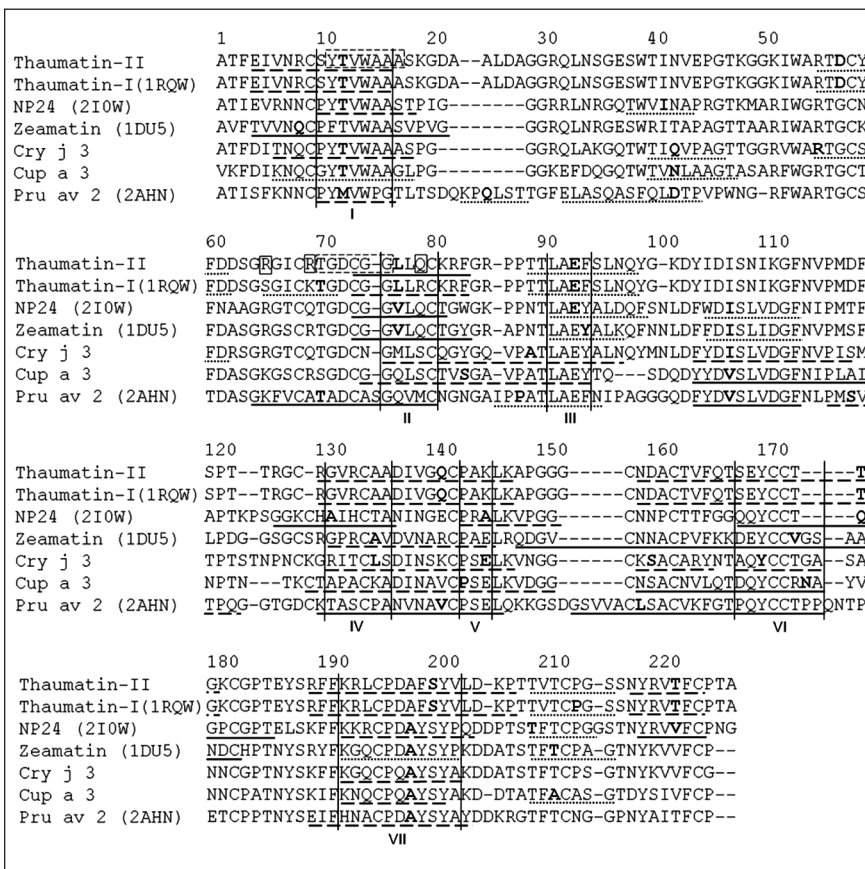 1 10 20 30 40 50
Thaumatin-II ATFEIVNRCSYTVWAAASKGDA--ALDAGGRQLNSGESWTINVEPGTKGGKIWARTDCY
Thaumatin-I(1RQW) ATFEIVNRCSYTVWAAASKGDA--ALDAGGRQLNSGESWTINVEPGTKGGKIWARTDCY
NP24 (2I0W) ATIEVRNNCPYTVWAASTPIG-------GGRRLNRGQTWVINAPRGTKMARIWGRTGCN
Zeamatin (1DU5) AVFTVVNQCPFTVWAASVPVG-------GGRQLNRGESWRITAPAGTTAARIWARTGCK
Cry j 3 ATFDITNQCPYTVWAAASPG--------GGRQLAKGQTWTIQVPAGTTGGRVWARTGCS
Cup a 3 VKFDIKNQCGYTVWAAGLPG--------GGKEFDQGQTWTVNLAAGTASARFWGRTGCT
Pru av 2 (2AHN) ATISFKNNCPYMVWPGTLTSDQKPQLSTTGFELASQASFQLDTPVPWNG-RFWARTGCS
I
60 70 80 90 100 110
Thaumatin-II FDDSGRGICRTGDCG-GLLQCKRFGR-PPTTLAEFSLNQYG-KDYIDISNIKGFNVPMDF
Thaumatin-I(1RQW) FDDSGSGICKTGDCG-GLLRCKRFGR-PPTTLAEFSLNQYG-KDYIDISNIKGFNVPMDF
NP24 (2I0W) FNAAGRGTCQTGDCG-GVLQCTGWGK-PPNTLAEYALDQFSNLDFWDISLVDGFNIPMTF
Zeamatin (1DU5) FDASGRGSCRTGDCG-GVLQCTGYGR-APNTLAEYALKQFNNLDFFDISLIDGFNVPMSF
Cry j 3 FDRSGRGTCQTGDCN-GMLSCQGYGQ-VPATLAEYALNQYMNLDFYDISLVDGFNVPISM
Cup a 3 FDASGKGSCRSGDCG-GQLSCTVSGA-VPATLAEYTQ--SDQDYYDVSLVDGFNIPLAI
Pru av 2 (2AHN) TDASGKFVCATADCASGQVMCNGNGAIPPATLAEFNIPAGGGQDFYDVSLVDGFNLPMSV
II III
120 130 140 150 160 170
Thaumatin-II SPT--TRGC-RGVRCAADIVGQCPAKLKAPGGG-----CNDACTVFQTSEYCCT---T
Thaumatin-I(1RQW) SPT--TRGC-RGVRCAADIVGQCPAKLKAPGGG-----CNDACTVFQTSEYCCT---T
NP24 (2I0W) APTKPSGGKCHAIHCTANINGECPRALKVPGG-----CNNPCTTFGGQQYCCT---Q
Zeamatin (1DU5) LPDG-GSGCSRGPRCAVDVNARCPAELRQDGV-----CNNACPVFKKDEYCCVGS-AA
Cry j 3 TPTSTNPNCKGRITCLSDINSKCPSELKVNGG-----CKSACARYNTAQYCCTGA-SA
Cup a 3 NPTN--TKCTAPACKADINAVCPSELKVDGG-----CNSACNVLQTDQYCCRNA-YV
Pru av 2 (2AHN) TPQG-GTGDCKTASCPANVNAVCPSELQKKGSDGSVVACLSACVKFGTPQYCCTPPQNTP
IV V VI
180 190 200 210 220
Thaumatin-II GKCGPTEYSRFFKRLCPDAFSYVLD-KPTTVTCPG-SSNYRVTFCPTA
Thaumatin-I(1RQW) GKCGPTEYSRFFKRLCPDAFSYVLD-KPTTVTCPG-SSNYRVTFCPTA
NP24 (2I0W) GPCGPTELSKFFKKRCPDAYSYPQDDPTSTFTCPGGSTNYRVVFCPNG
Zeamatin (1DU5) NDCHPTNYSRYFKGQCPDAYSYPKDDATSTFTCPA-GTNYKVVFCP--
Cry j 3 NNCGPTNYSKFFKGQCPQAYSYAKDDATSTFTCPS-GTNYKVVFCG--
Cup a 3 NNCPATNYSKIFKNQCPQAYSYAKD-DTATFACAS-GTDYSIVFCP--
Pru av 2 (2AHN) ETCPPTNYSEIFHNACPDAYSYAYDDKRGTFTCNG-GPNYAITFCP--
VII